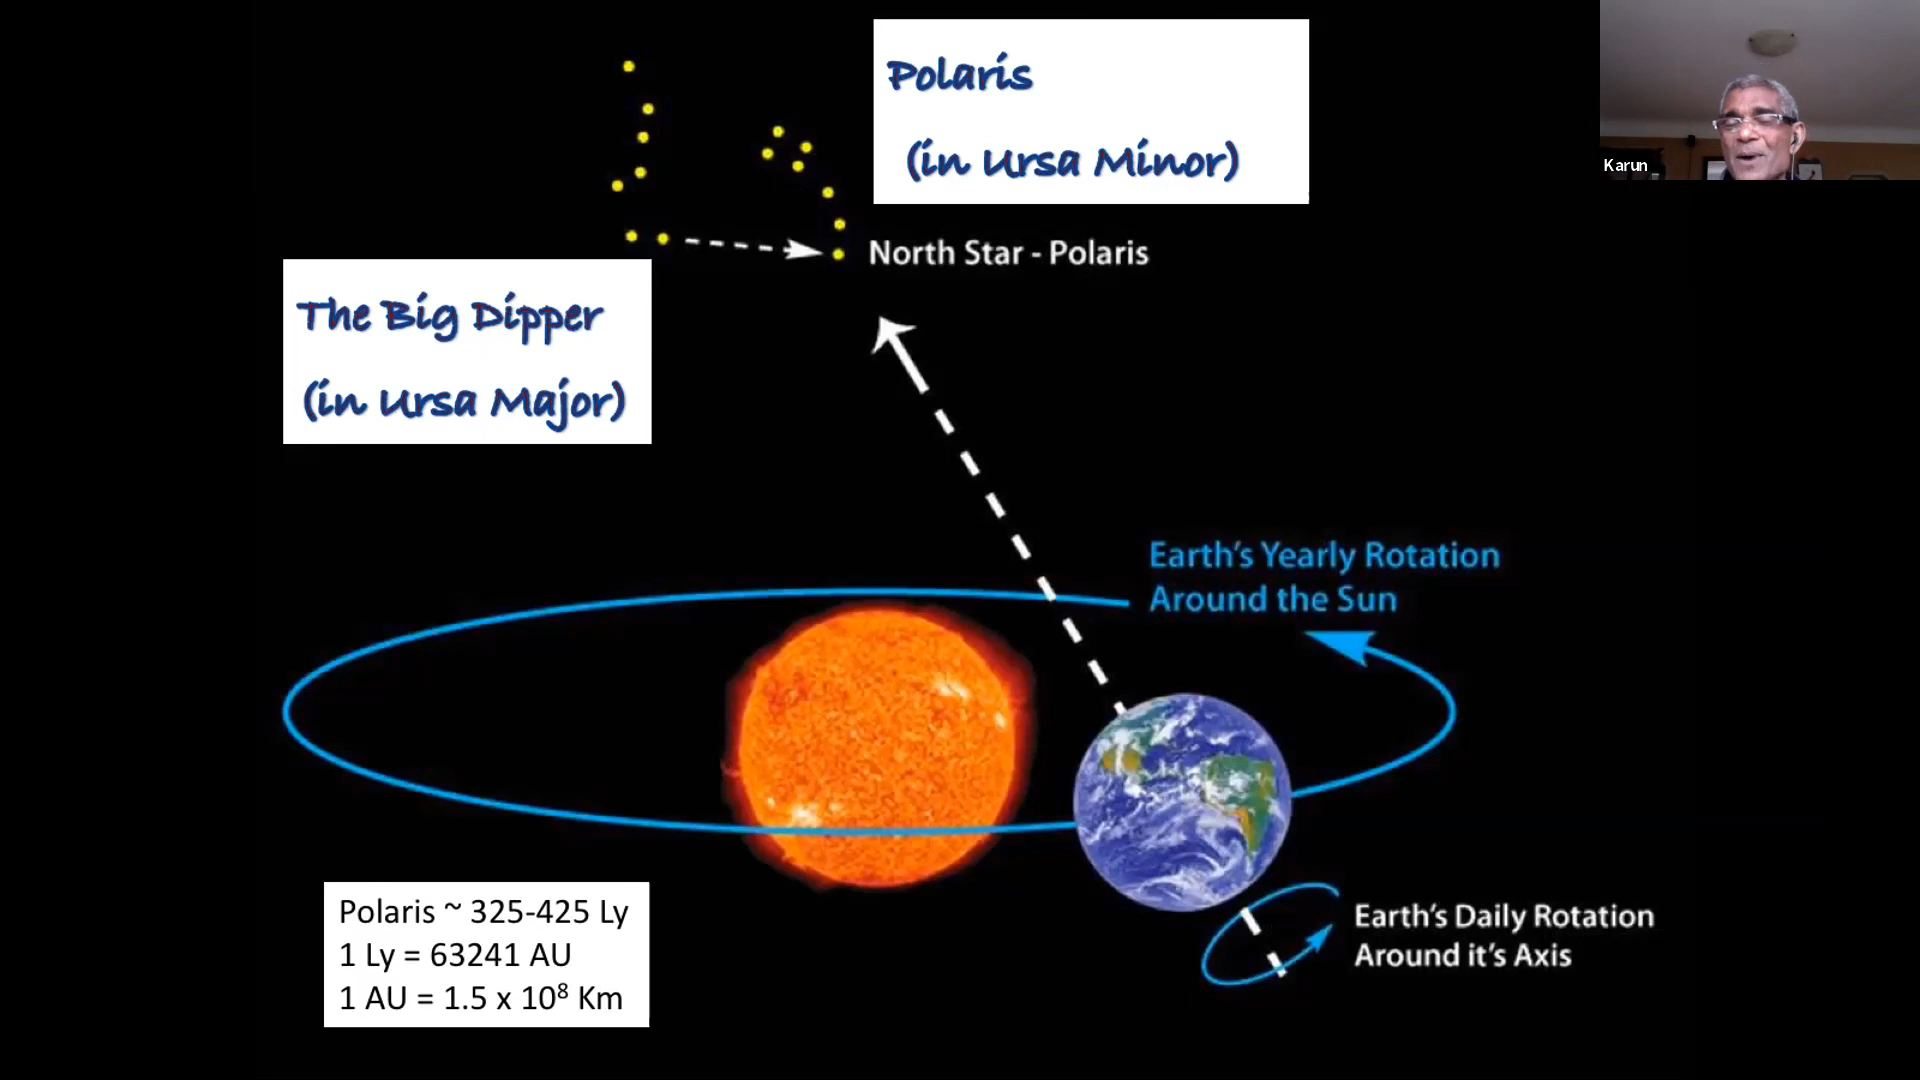 Polaris
(in Ursa Minor)
Karun
North Star - Polaris
The Big Dipper
(in Ursa Major)
Earth's Yearly Rotation
Around the Sun
Polaris ~ 325-425 Ly
1 Ly = 63241 AU
1 AU = 1.5 x 10⁸ Km
Earth's Daily Rotation
Around it's Axis